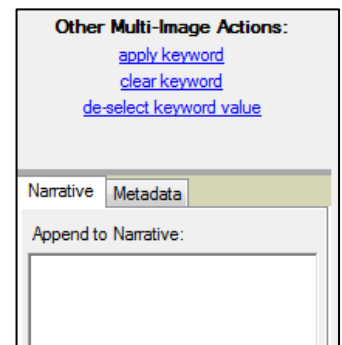 Other Multi-Image Actions:
apply keyword
clear keyword
de-select keyword value
Narrative Metadata
Append to Narrative: